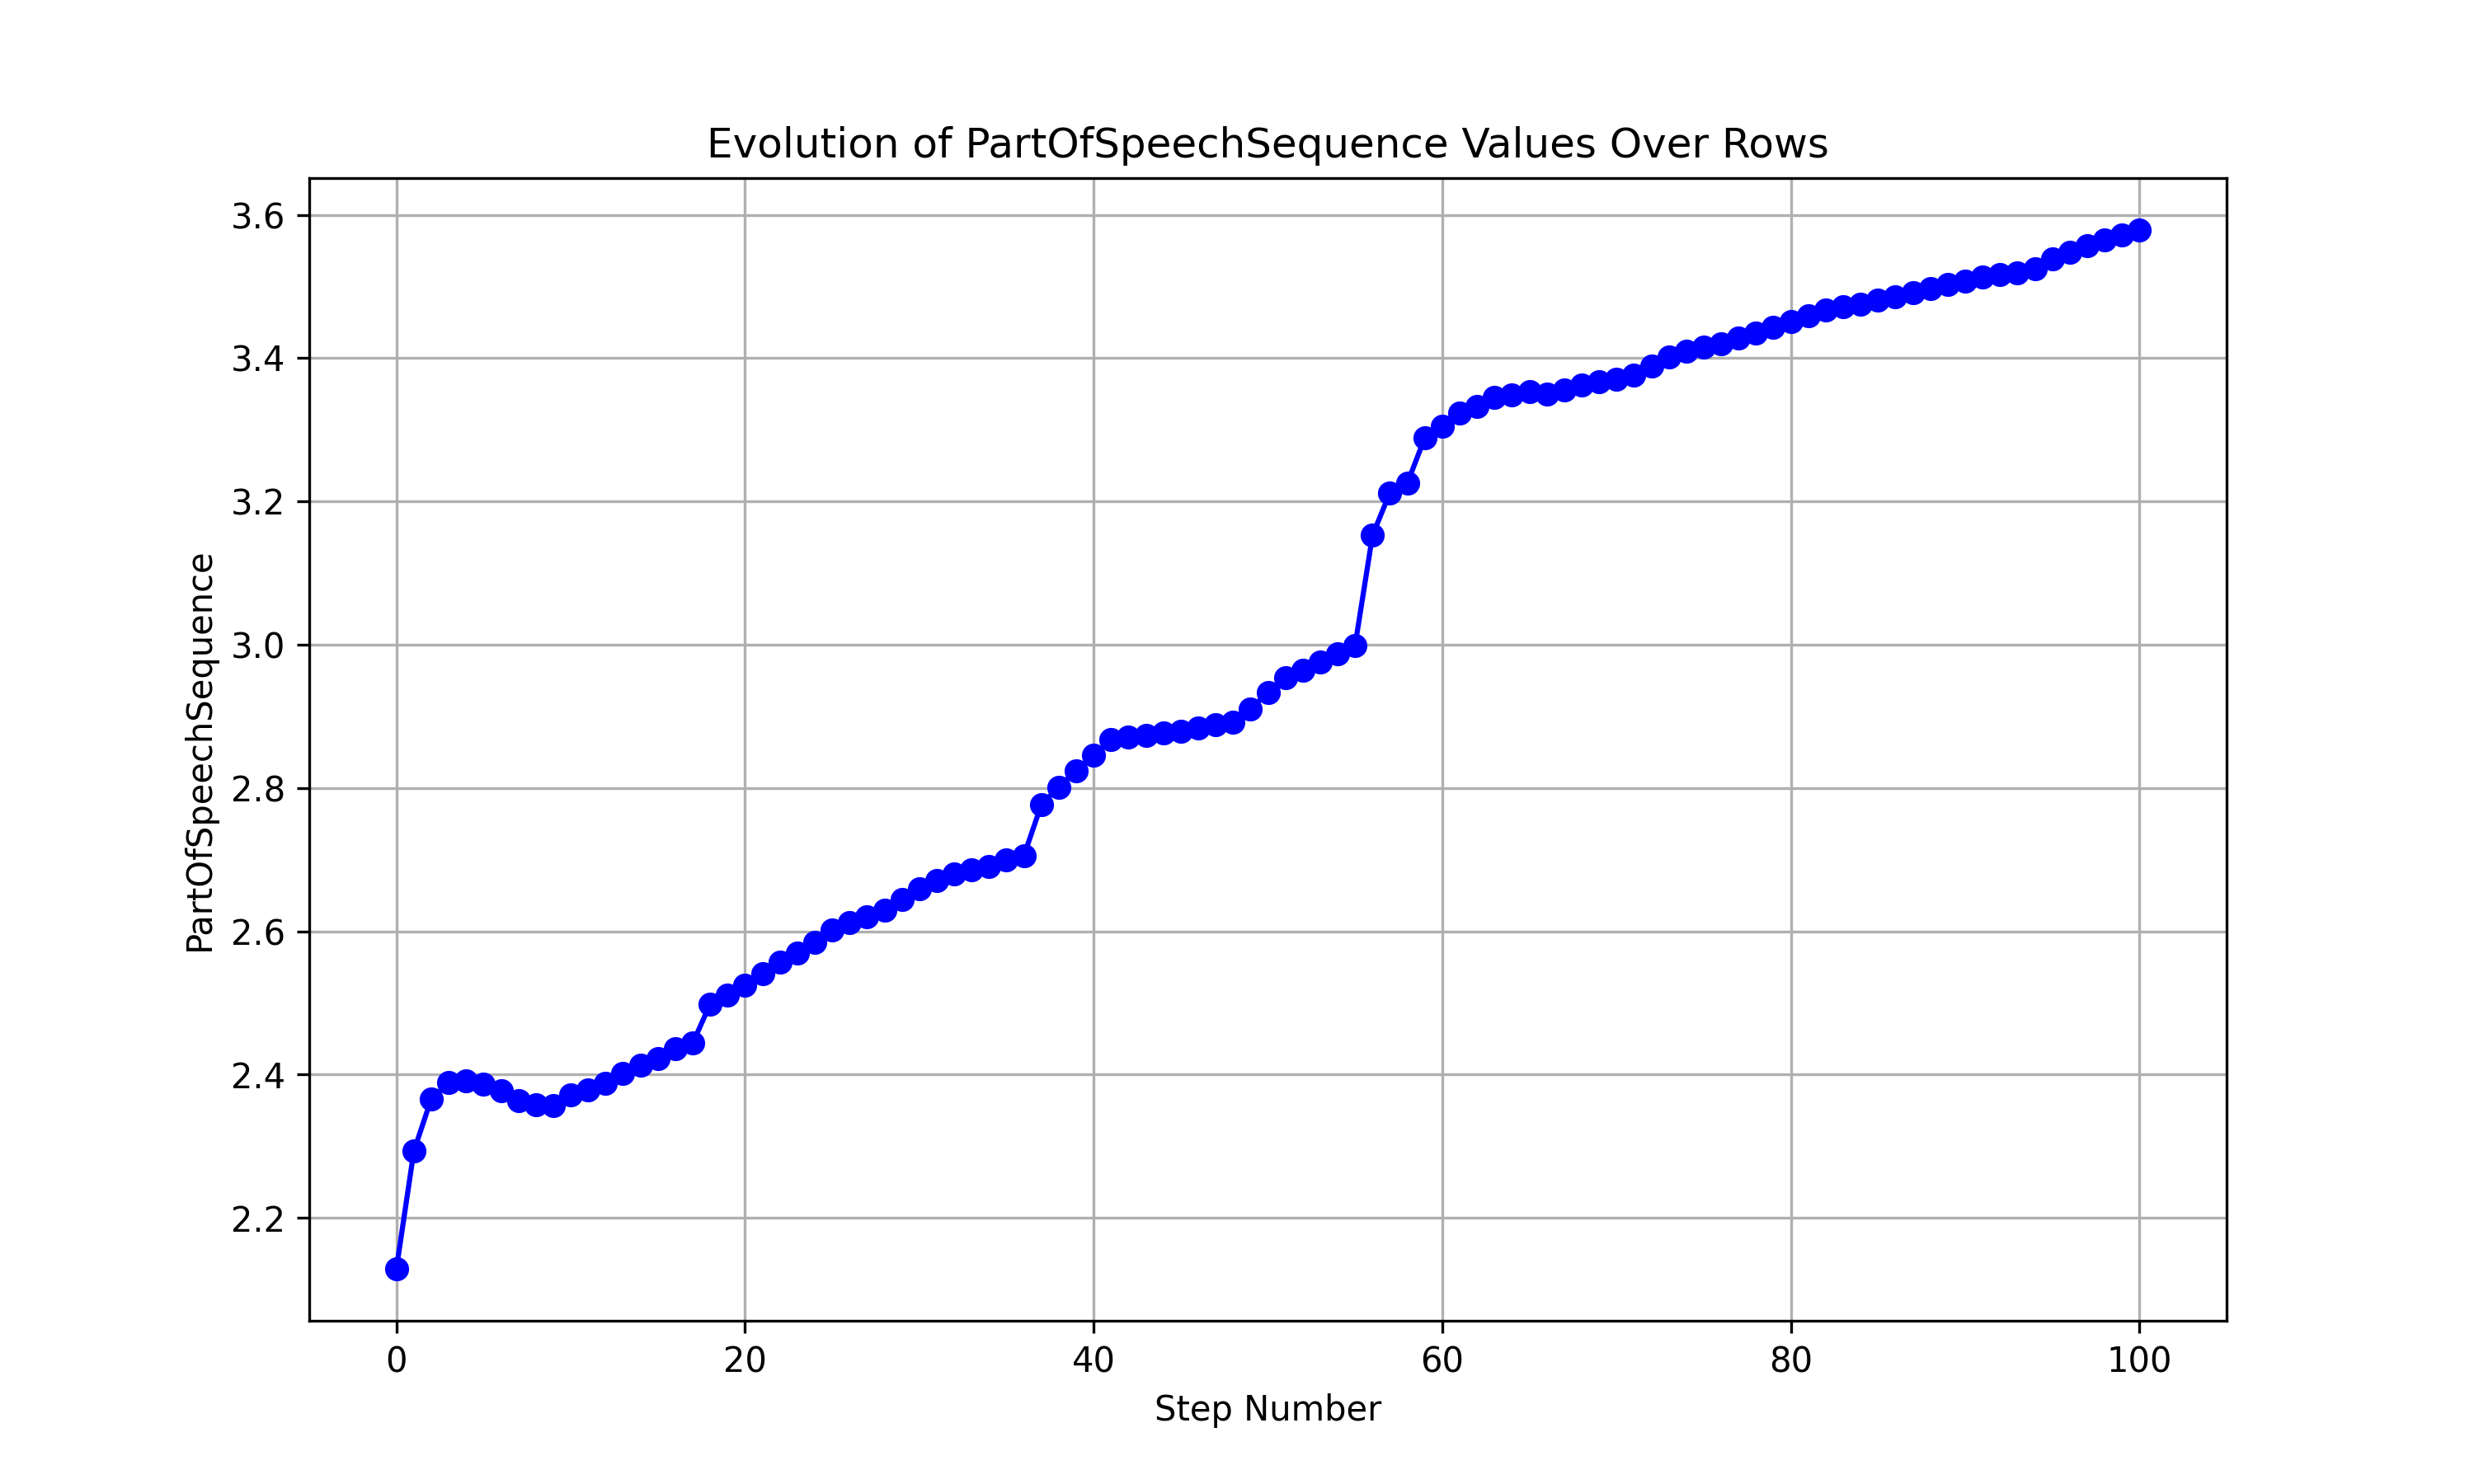 Evolution of PartOfSpeechSequence Values Over Rows
3.6
3.4
3.2
3.0
2.8
2.6
2.4
2.2
PartOfSpeechSequence
0 20 40 60 80 100
Step Number